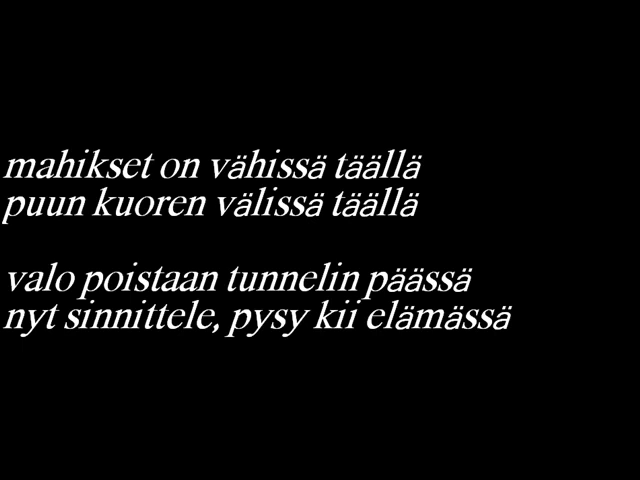 mahikset on vähissä täällä
puun kuoren välissä täällä
valo poistaan tunnelin päässä
nyt sinnittele, pysy kii elämässä